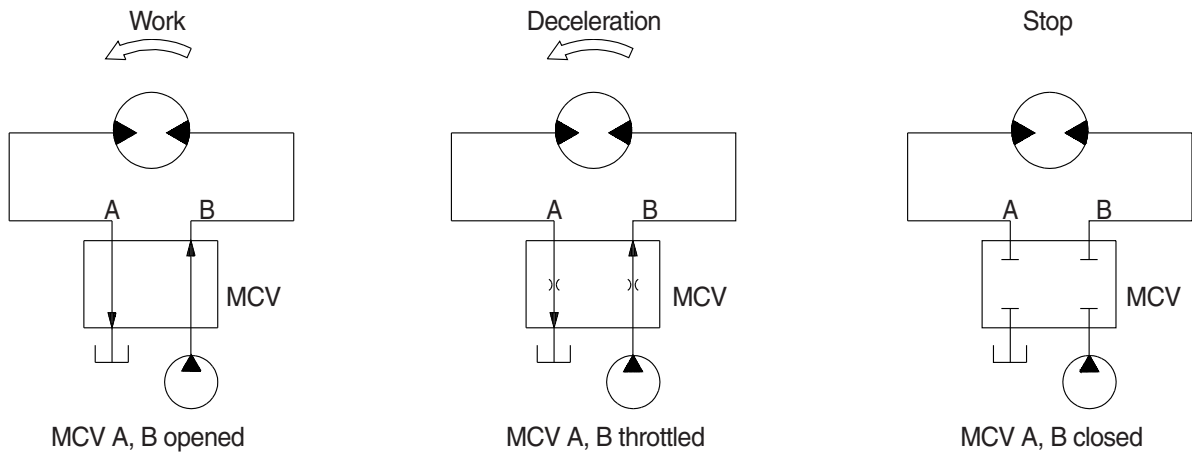 Work
Deceleration
Stop
A
B
MCV
A
B
MCV
A
B
MCV
MCV A, B opened
MCV A, B throttled
MCV A, B closed